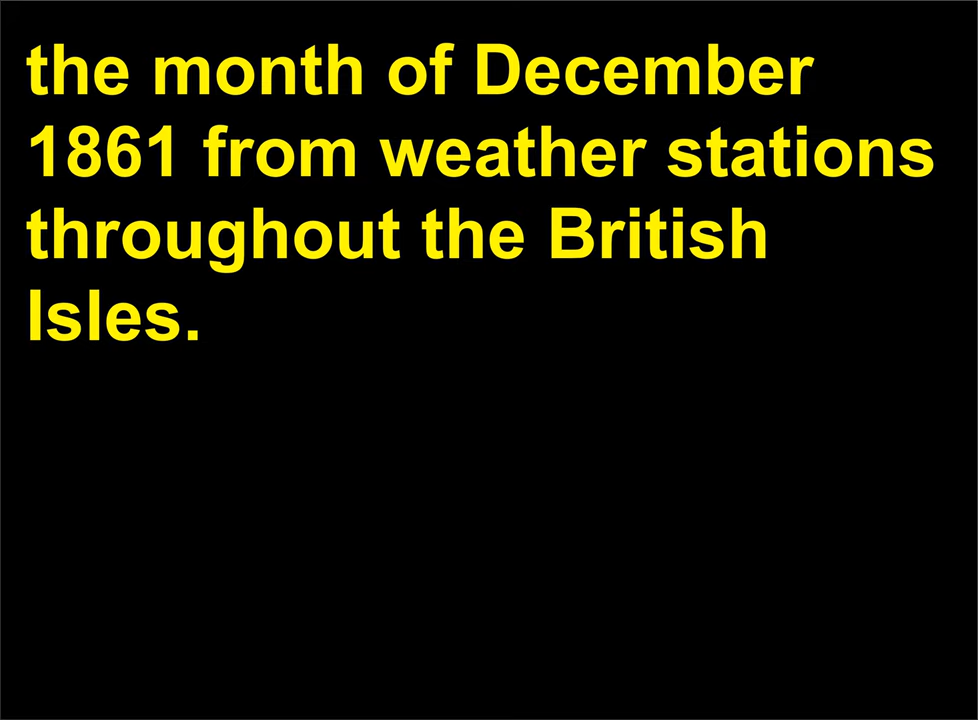 the month of December
1861 from weather stations
throughout the British
Isles.